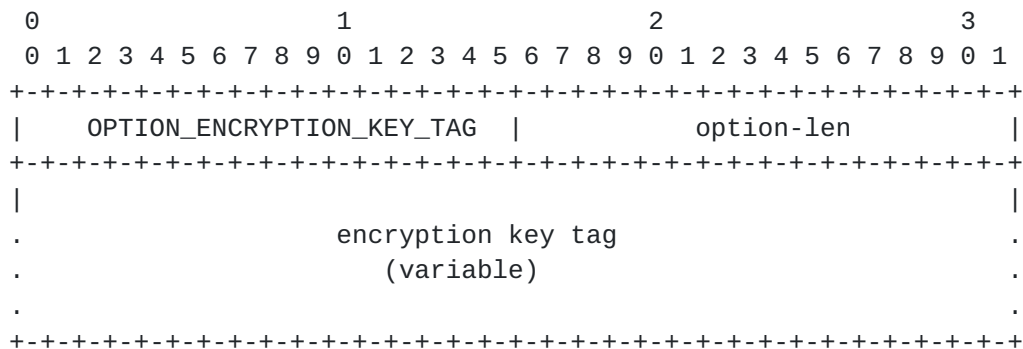 0                   1                   2                   3
 0 1 2 3 4 5 6 7 8 9 0 1 2 3 4 5 6 7 8 9 0 1 2 3 4 5 6 7 8 9 0 1
+-+-+-+-+-+-+-+-+-+-+-+-+-+-+-+-+-+-+-+-+-+-+-+-+-+-+-+-+-+-+-+-+
|    OPTION_ENCRYPTION_KEY_TAG  |           option-len          |
+-+-+-+-+-+-+-+-+-+-+-+-+-+-+-+-+-+-+-+-+-+-+-+-+-+-+-+-+-+-+-+-+
|                                                               |
.                    encryption key tag                         .
.                       (variable)                              .
.                                                               .
+-+-+-+-+-+-+-+-+-+-+-+-+-+-+-+-+-+-+-+-+-+-+-+-+-+-+-+-+-+-+-+-+